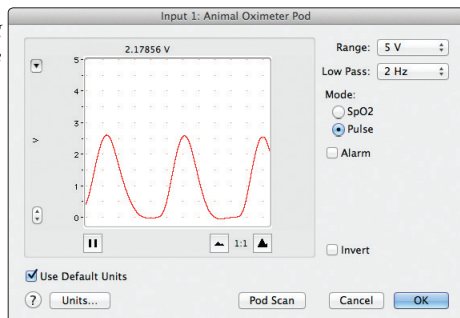 Input 1: Animal Oximeter Pod
g
e
2.17856 V
Range: 5 V
Low Pass: 2 Hz
Mode:
SpO2
Pulse
Alarm
5
4
3
2
1
0
V
1:1
Invert
Use Default Units
? Units... Pod Scan Cancel OK